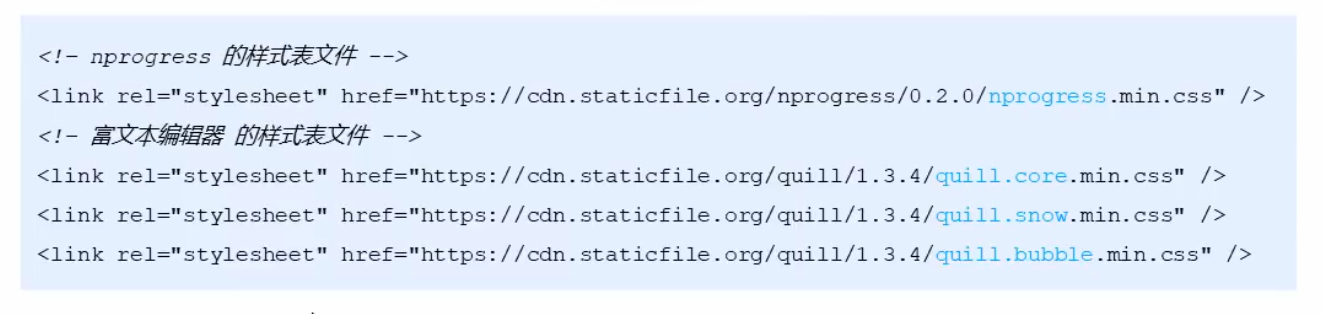 <!– nprogress 的样式表文件 -->
<link rel="stylesheet" href="https://cdn.staticfile.org/nprogress/0.2.0/nprogress.min.css" />
<!– 富文本编辑器 的样式表文件 -->
<link rel="stylesheet" href="https://cdn.staticfile.org/quill/1.3.4/quill.core.min.css" />
<link rel="stylesheet" href="https://cdn.staticfile.org/quill/1.3.4/quill.snow.min.css" />
<link rel="stylesheet" href="https://cdn.staticfile.org/quill/1.3.4/quill.bubble.min.css" />